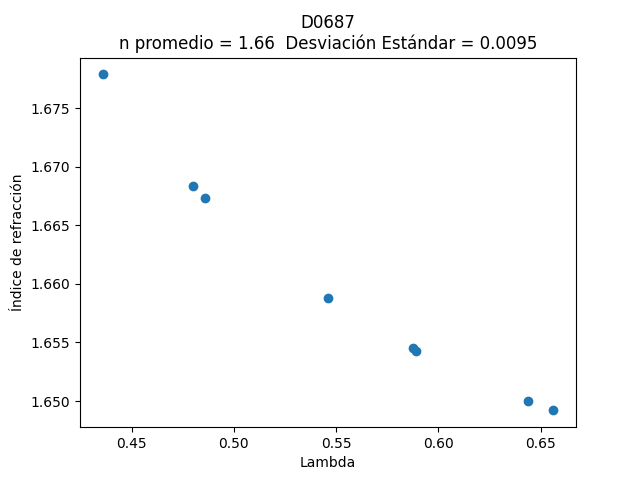 D0687
n promedio = 1.66 Desviación Estándar = 0.0095
1.675
1.670
1.665
1.660
1.655
1.650
Índice de refracción
0.45 0.50 0.55 0.60 0.65
Lambda